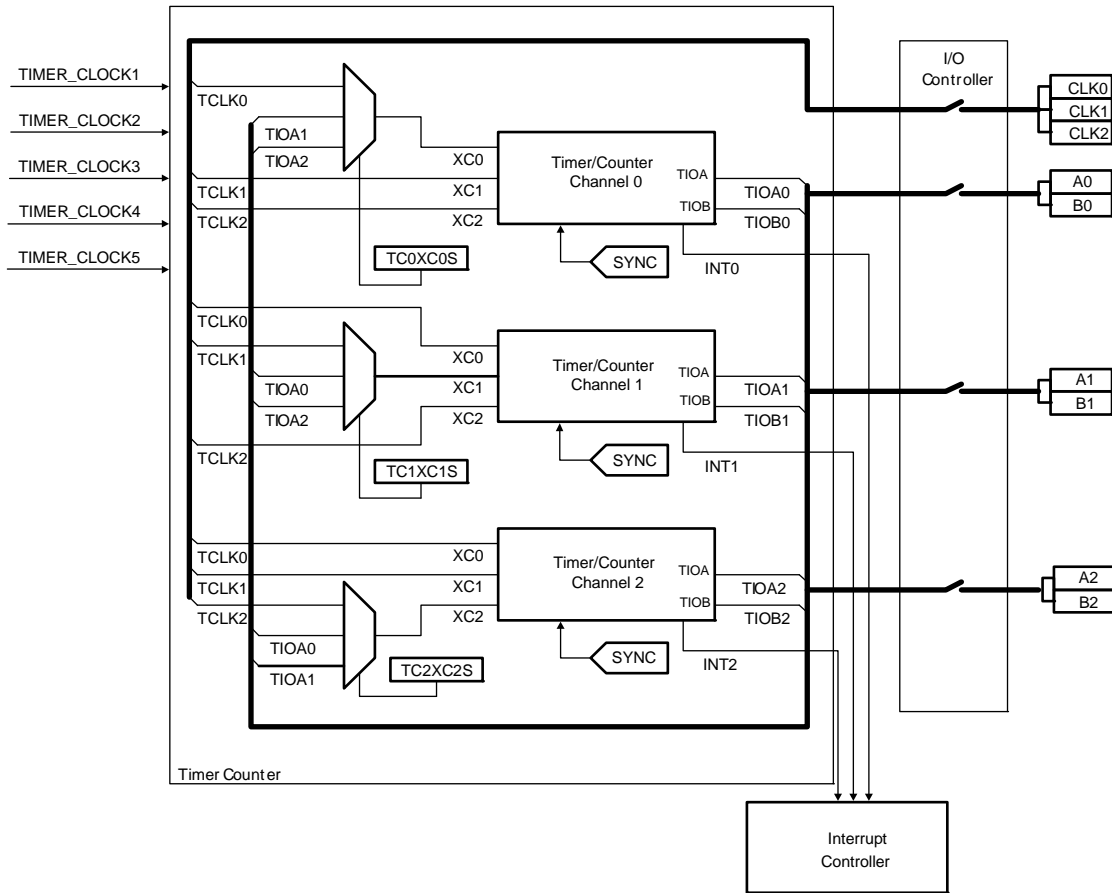 I/O
Controller
TIMER_CLOCK1
TIMER_CLOCK2
TIMER_CLOCK3
TIMER_CLOCK4
TIMER_CLOCK5
CLK0
CLK1
CLK2
A0
B0
TCLK0
TIOA1
TIOA2
TCLK1
TCLK2
XC0
XC1
XC2
Timer/Counter
Channel 0
TIOA
TIOB
TIOA0
TIOB0
TC0XC0S
SYNC
INT0
TCLK0
TCLK1
TIOA0
TIOA2
TCLK2
XC0
XC1
XC2
Timer/Counter
Channel 1
TIOA
TIOB
TIOA1
TIOB1
A1
B1
TC1XC1S
SYNC
INT1
TCLK0
TCLK1
TCLK2
TIOA0
TIOA1
XC0
XC1
XC2
Timer/Counter
Channel 2
TIOA
TIOB
TIOA2
TIOB2
A2
B2
TC2XC2S
SYNC
INT2
Timer Counter
Interrupt
Controller